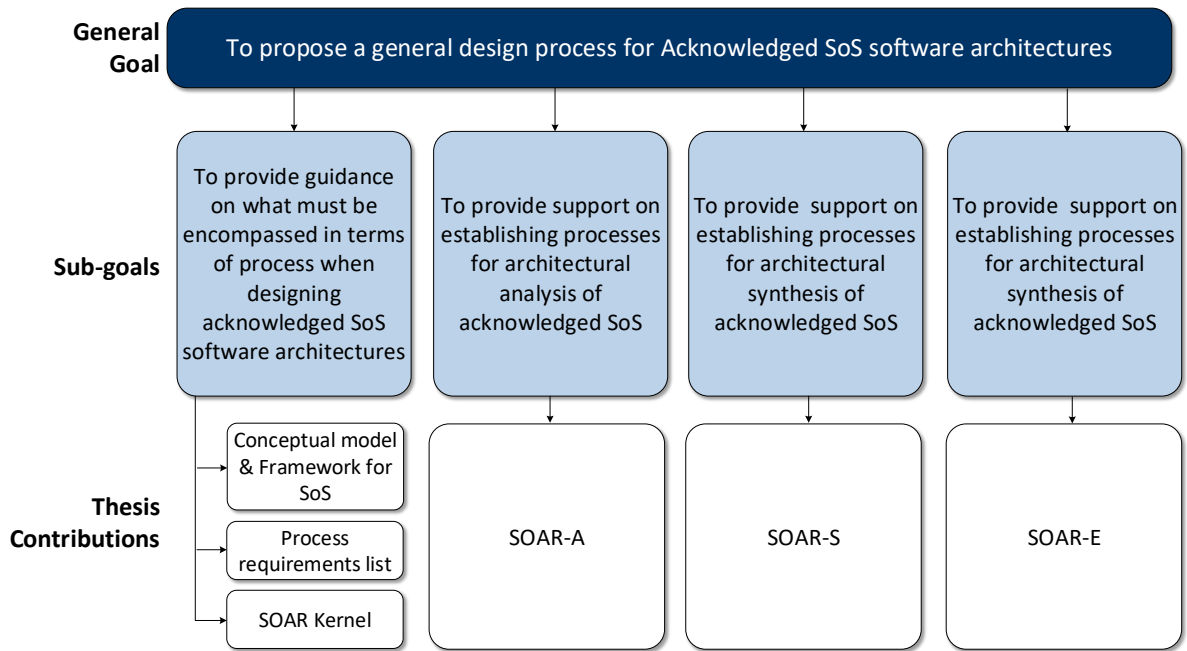 General
Goal
To propose a general design process for Acknowledged SoS software architectures
Sub-goals
To provide guidance
on what must be
encompassed in terms
of process when
designing
acknowledged SoS
software architectures
To provide support on
establishing processes
for architectural
analysis of
acknowledged SoS
To provide  support on
establishing processes
for architectural
synthesis of
acknowledged SoS
To provide  support on
establishing processes
for architectural
synthesis of
acknowledged SoS
Thesis
Contributions
Conceptual model
& Framework for
SoS
Process
requirements list
SOAR Kernel
SOAR-A
SOAR-S
SOAR-E